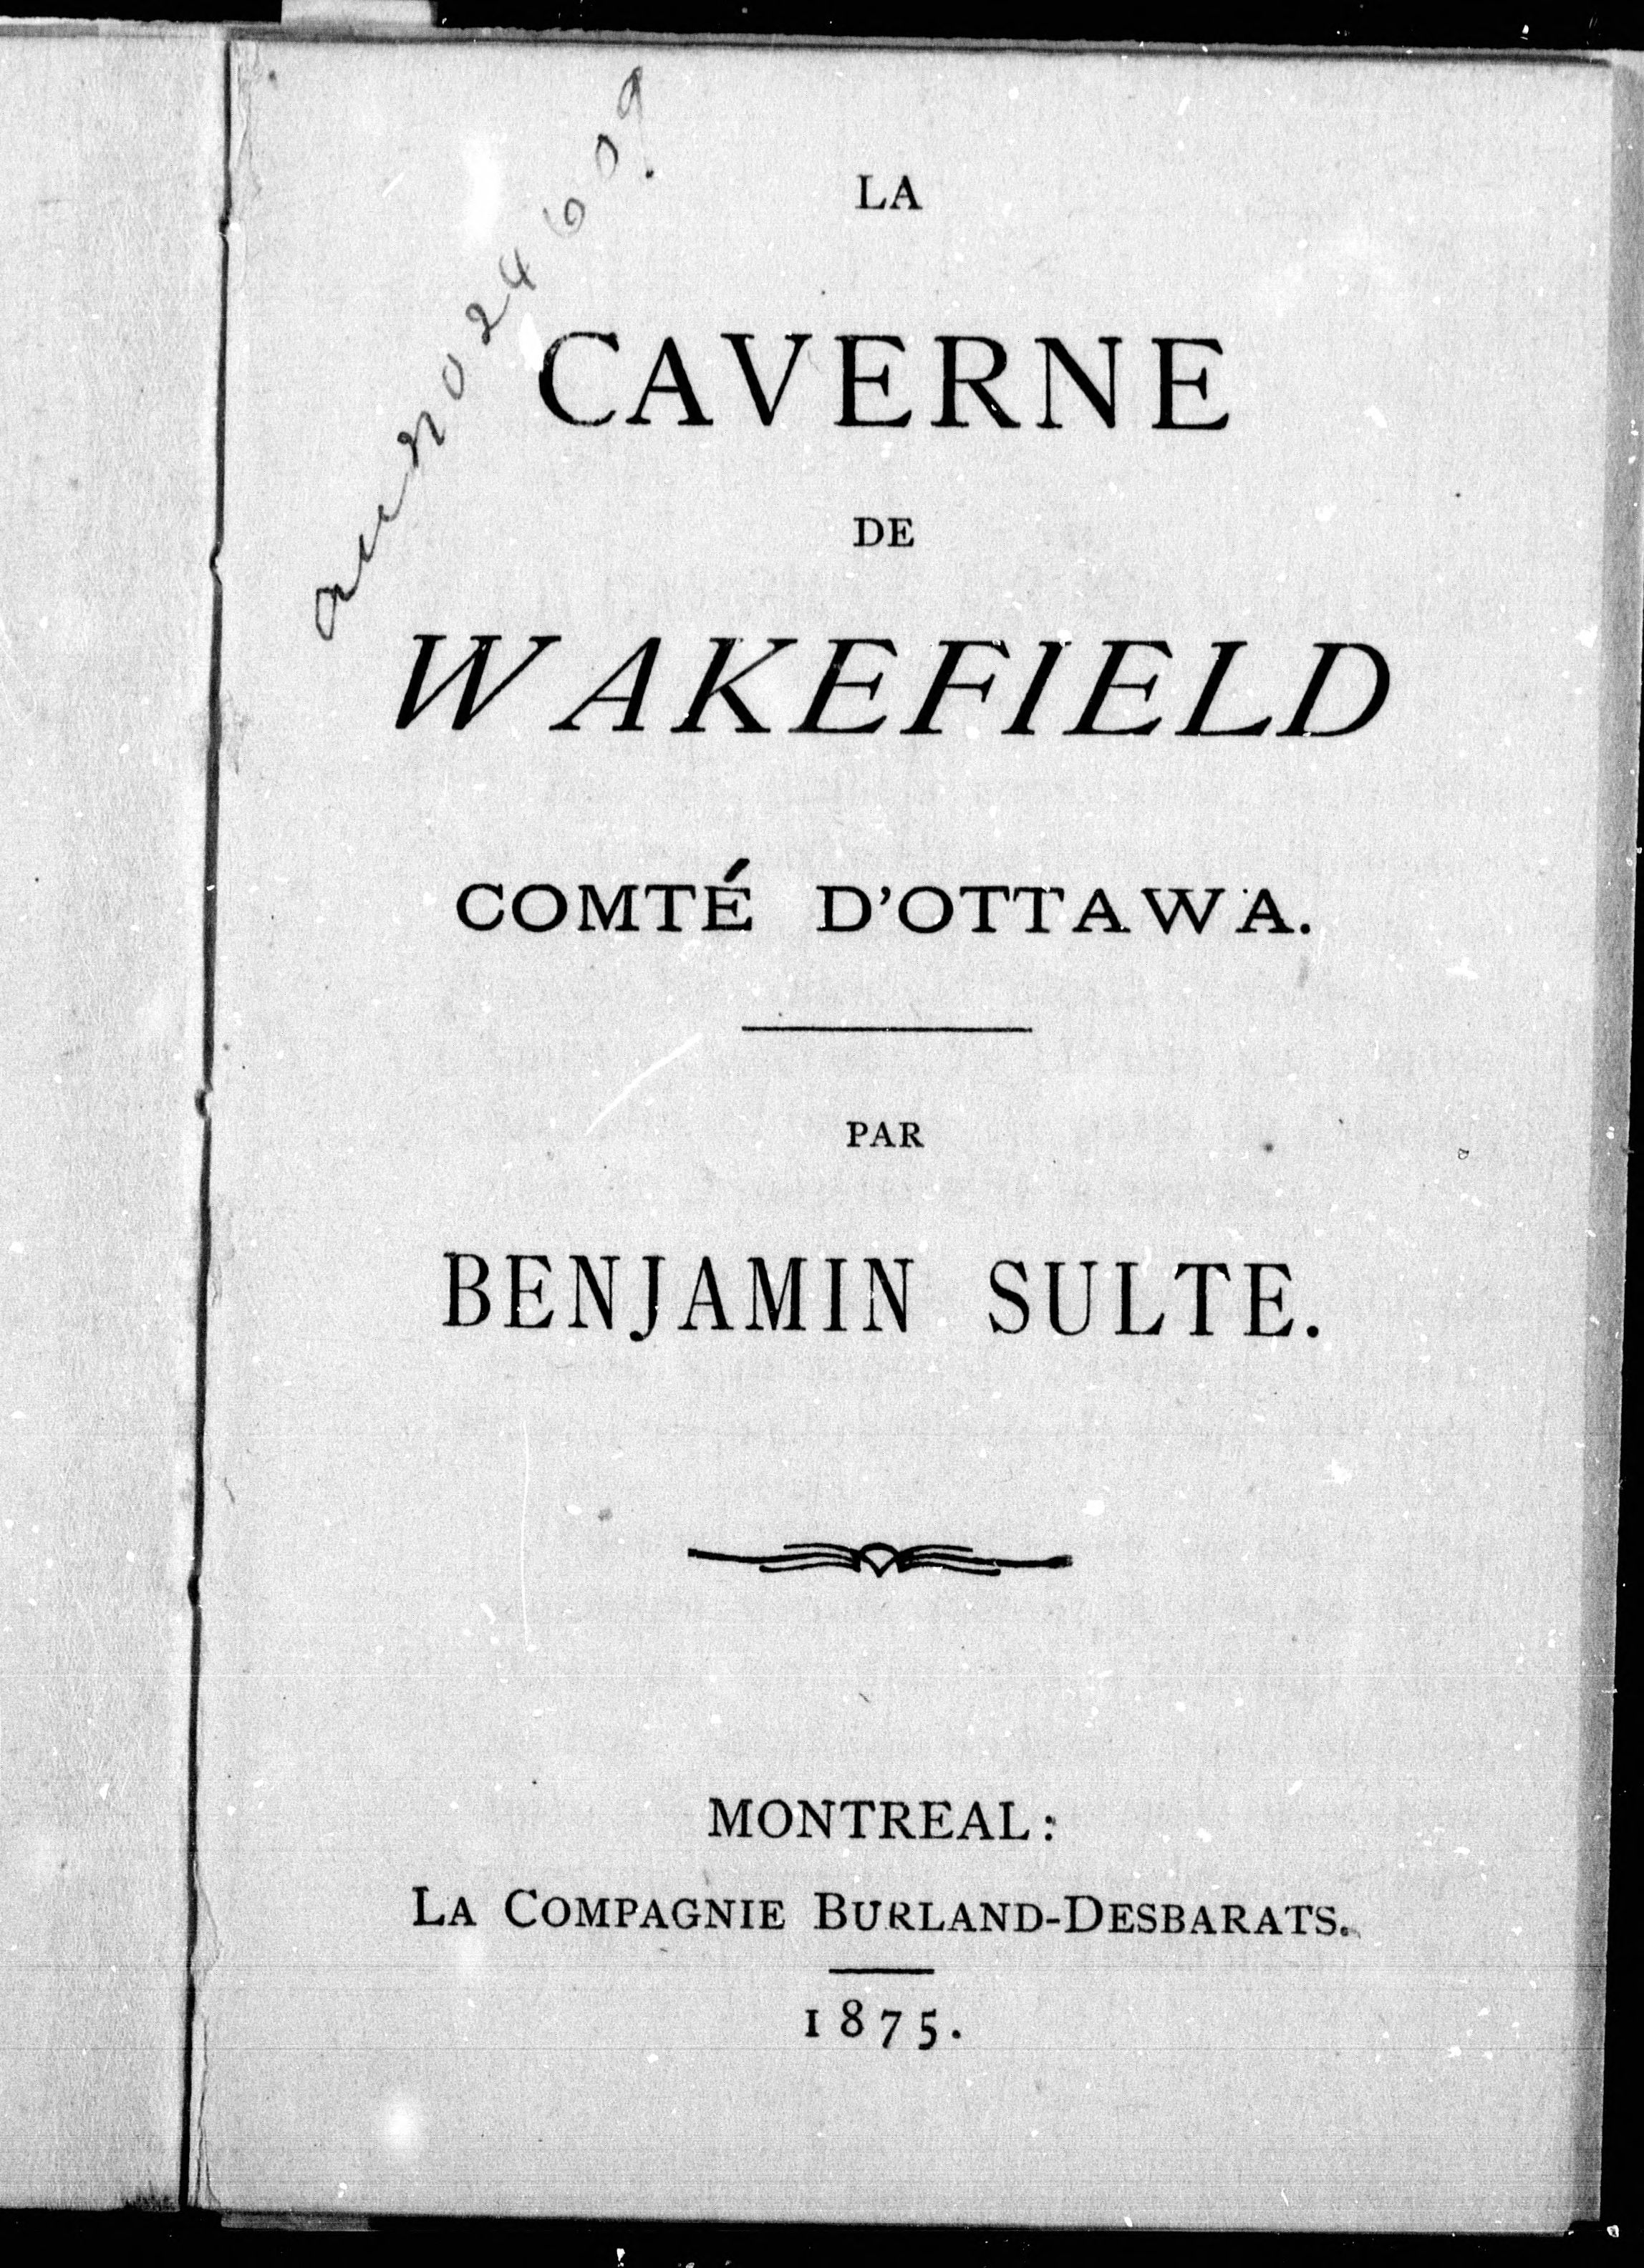 LA
CAVERNE
DE
WAKEFIELD
COMTÉ D'OTTAWA.
PAR
BENJAMIN SULTE.
MONTREAL:
LA COMPAGNIE BURLAND-DESBARATS.
1875.